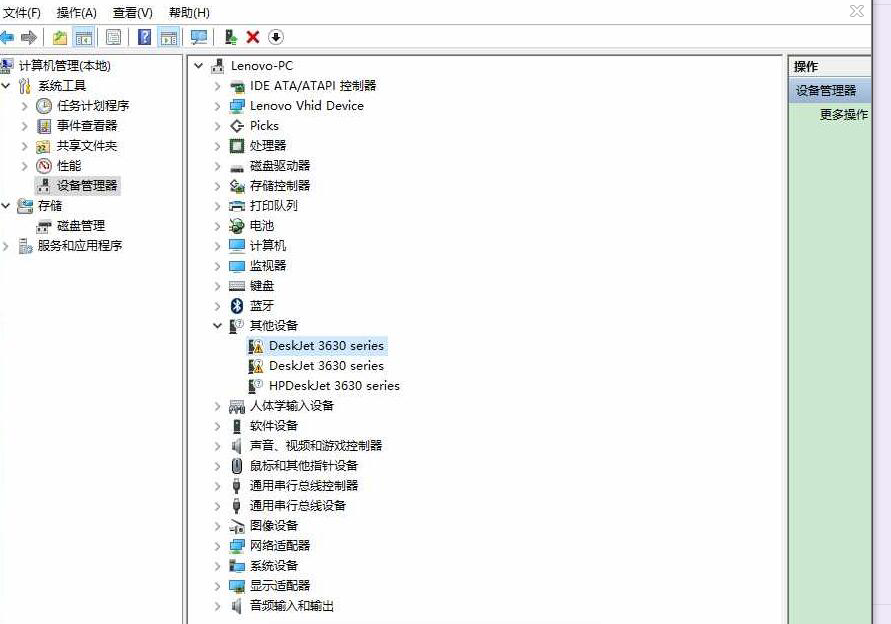 文件(F) 操作(A) 查看(V) 帮助(H)
计算机管理(本地)
系统工具
任务计划程序
事件查看器
共享文件夹
性能
设备管理器
存储
磁盘管理
服务和应用程序
Lenovo-PC
IDE ATA/ATAPI 控制器
Lenovo Vhid Device
Picks
处理器
磁盘驱动器
存储控制器
打印队列
电池
计算机
监视器
键盘
蓝牙
其他设备
DeskJet 3630 series
DeskJet 3630 series
HPDeskJet 3630 series
人体学输入设备
软件设备
声音、视频和游戏控制器
鼠标和其他指针设备
通用串行总线控制器
通用串行总线设备
图像设备
网络适配器
系统设备
显示适配器
音频输入和输出
操作
设备管理器
更多操作